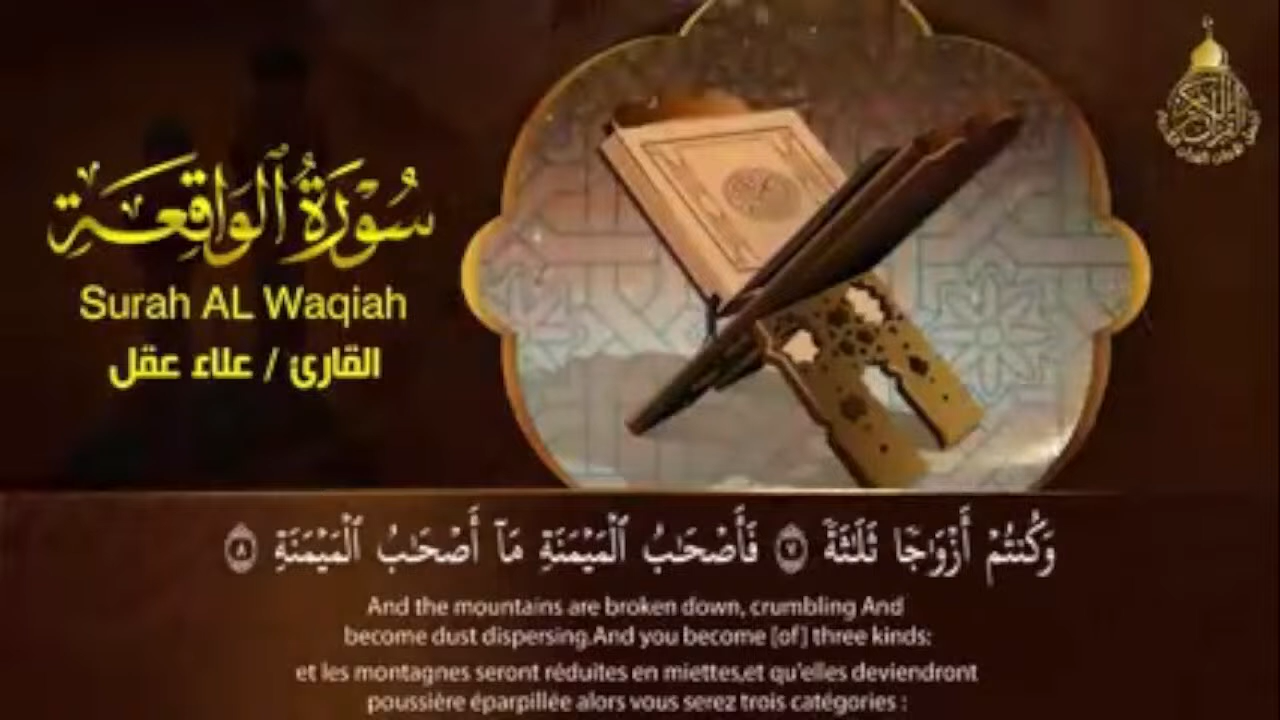 سُورَةُ ٱلْوَاقِعَةِ
Surah AL Waqiah
القارئ / علاء عقل
وَكُنتُمْ أَزْوَٰجًا ثَلَـٰثَةً ٧ فَأَصْحَـٰبُ ٱلْمَيْمَنَةِ مَآ أَصْحَـٰبُ ٱلْمَيْمَنَةِ ٨
And the mountains are broken down, crumbling And
become dust dispersing.And you become [of] three kinds:
et les montagnes seront réduites en miettes,et qu'elles deviendront
poussière éparpillée alors vous serez trois catégories :